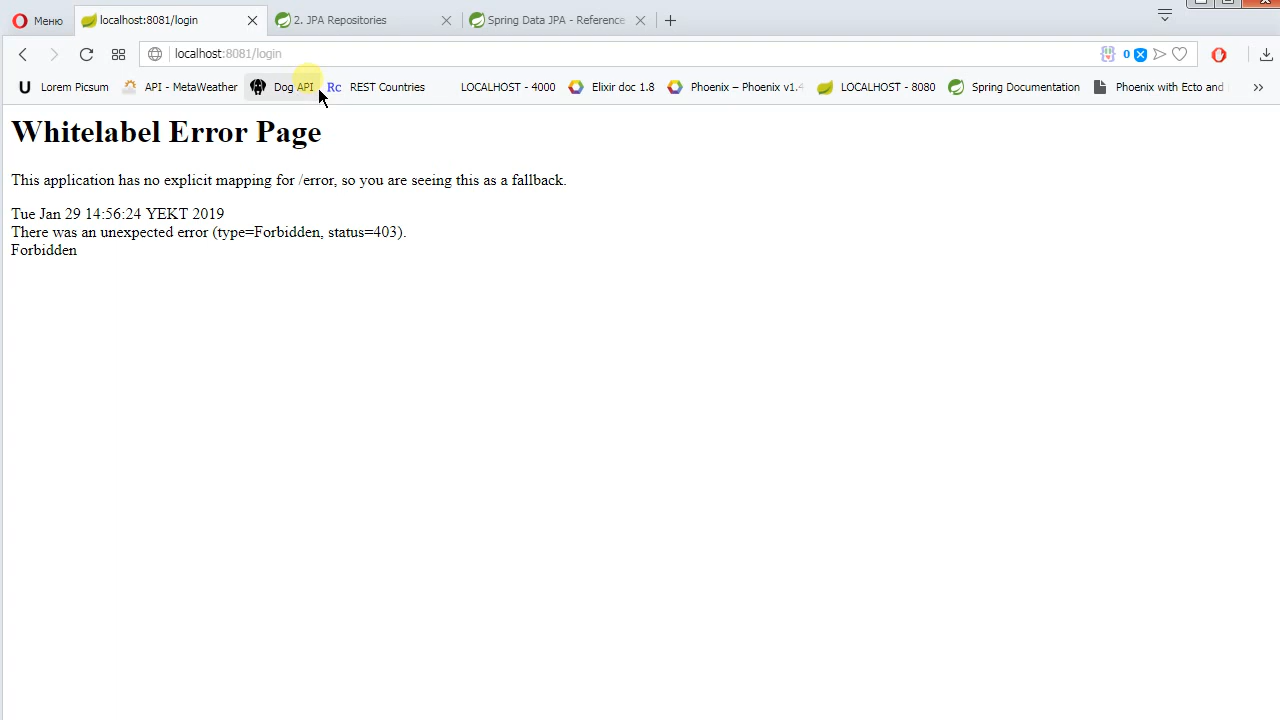 Меню
localhost:8081/login
2. JPA Repositories
Spring Data JPA - Reference
localhost:8081/login
0
U Lorem Picsum
API - MetaWeather
Dog API
Rc REST Countries
LOCALHOST - 4000
Elixir doc 1.8
Phoenix – Phoenix v1.4
LOCALHOST - 8080
Spring Documentation
Phoenix with Ecto and
Whitelabel Error Page
This application has no explicit mapping for /error, so you are seeing this as a fallback.
Tue Jan 29 14:56:24 YEKT 2019
There was an unexpected error (type=Forbidden, status=403).
Forbidden